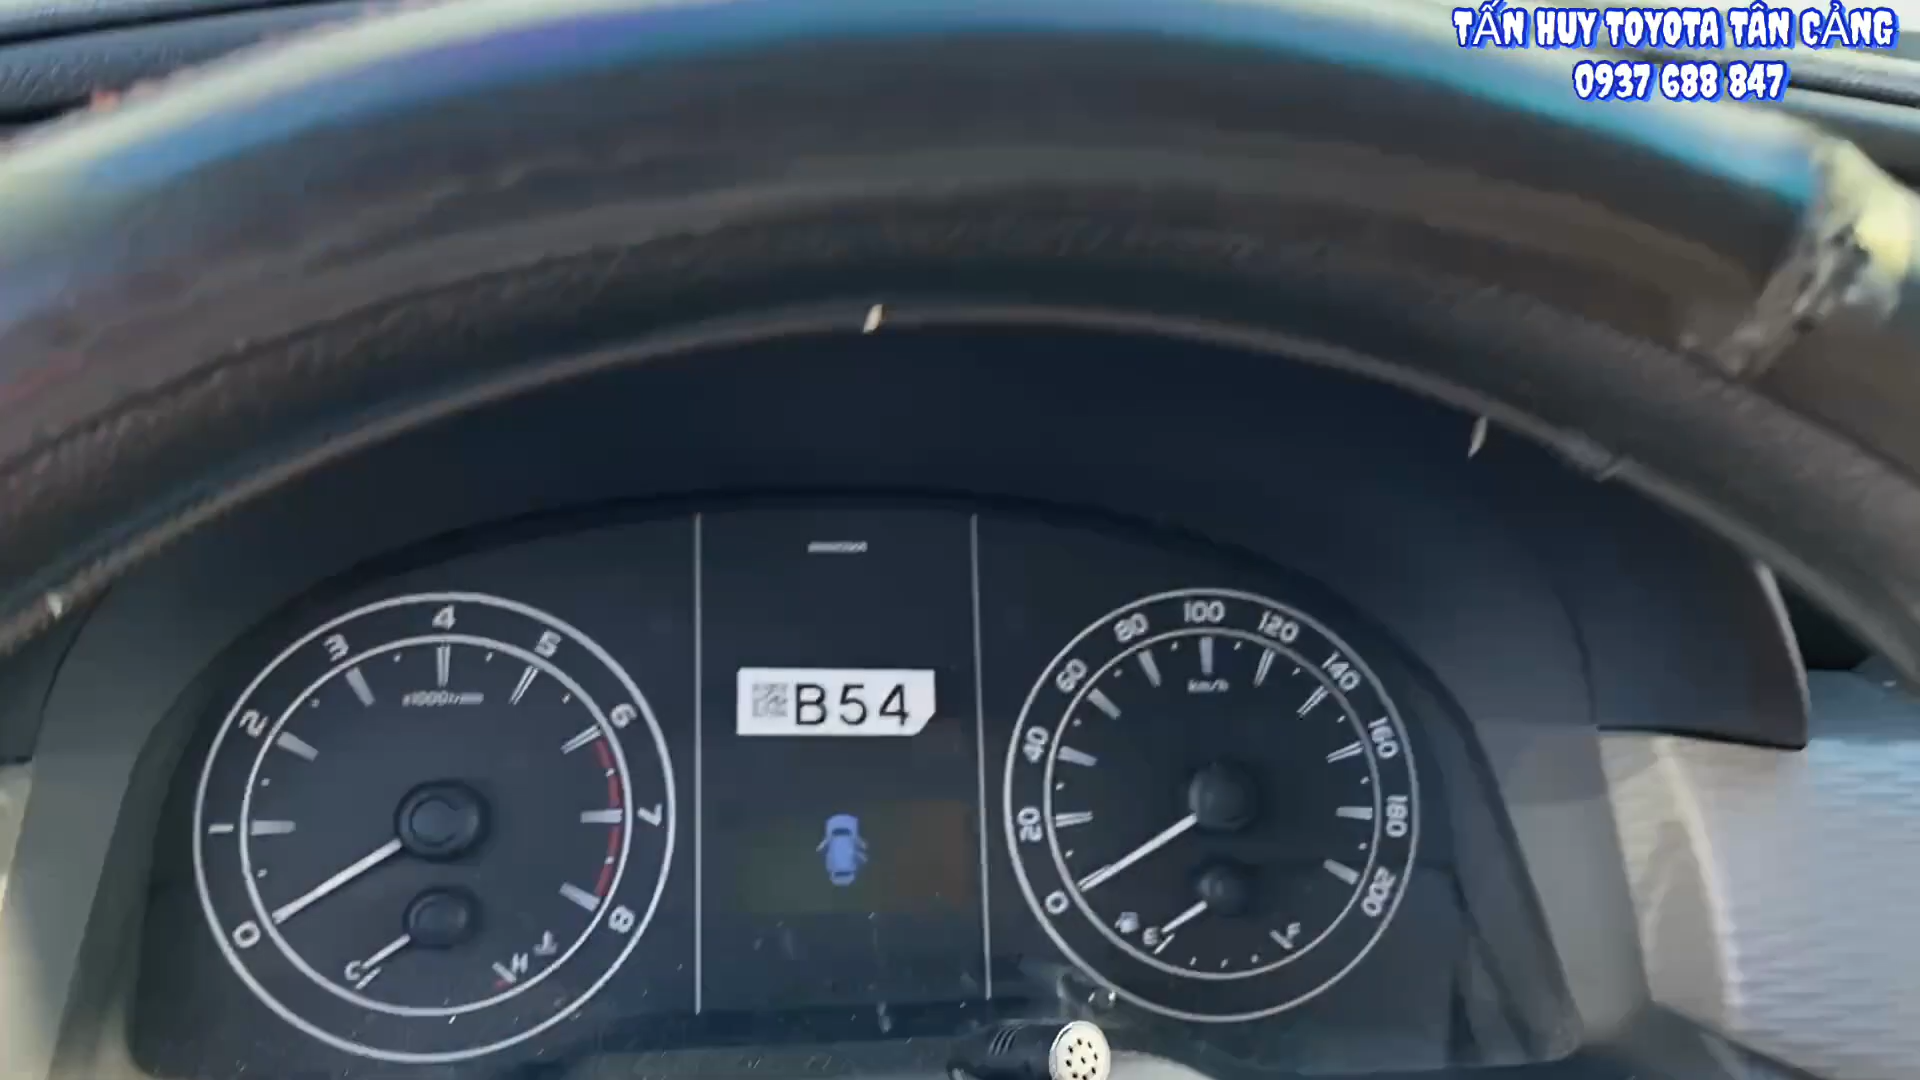 TẤN HUY TOYOTA TÂN CẢNG
0937 688 847
B54
0 1 2 3 4 5 6 7 8
x1000r/min
C H
0 20 40 60 80 100 120 140 160 180 200
km/h
E F